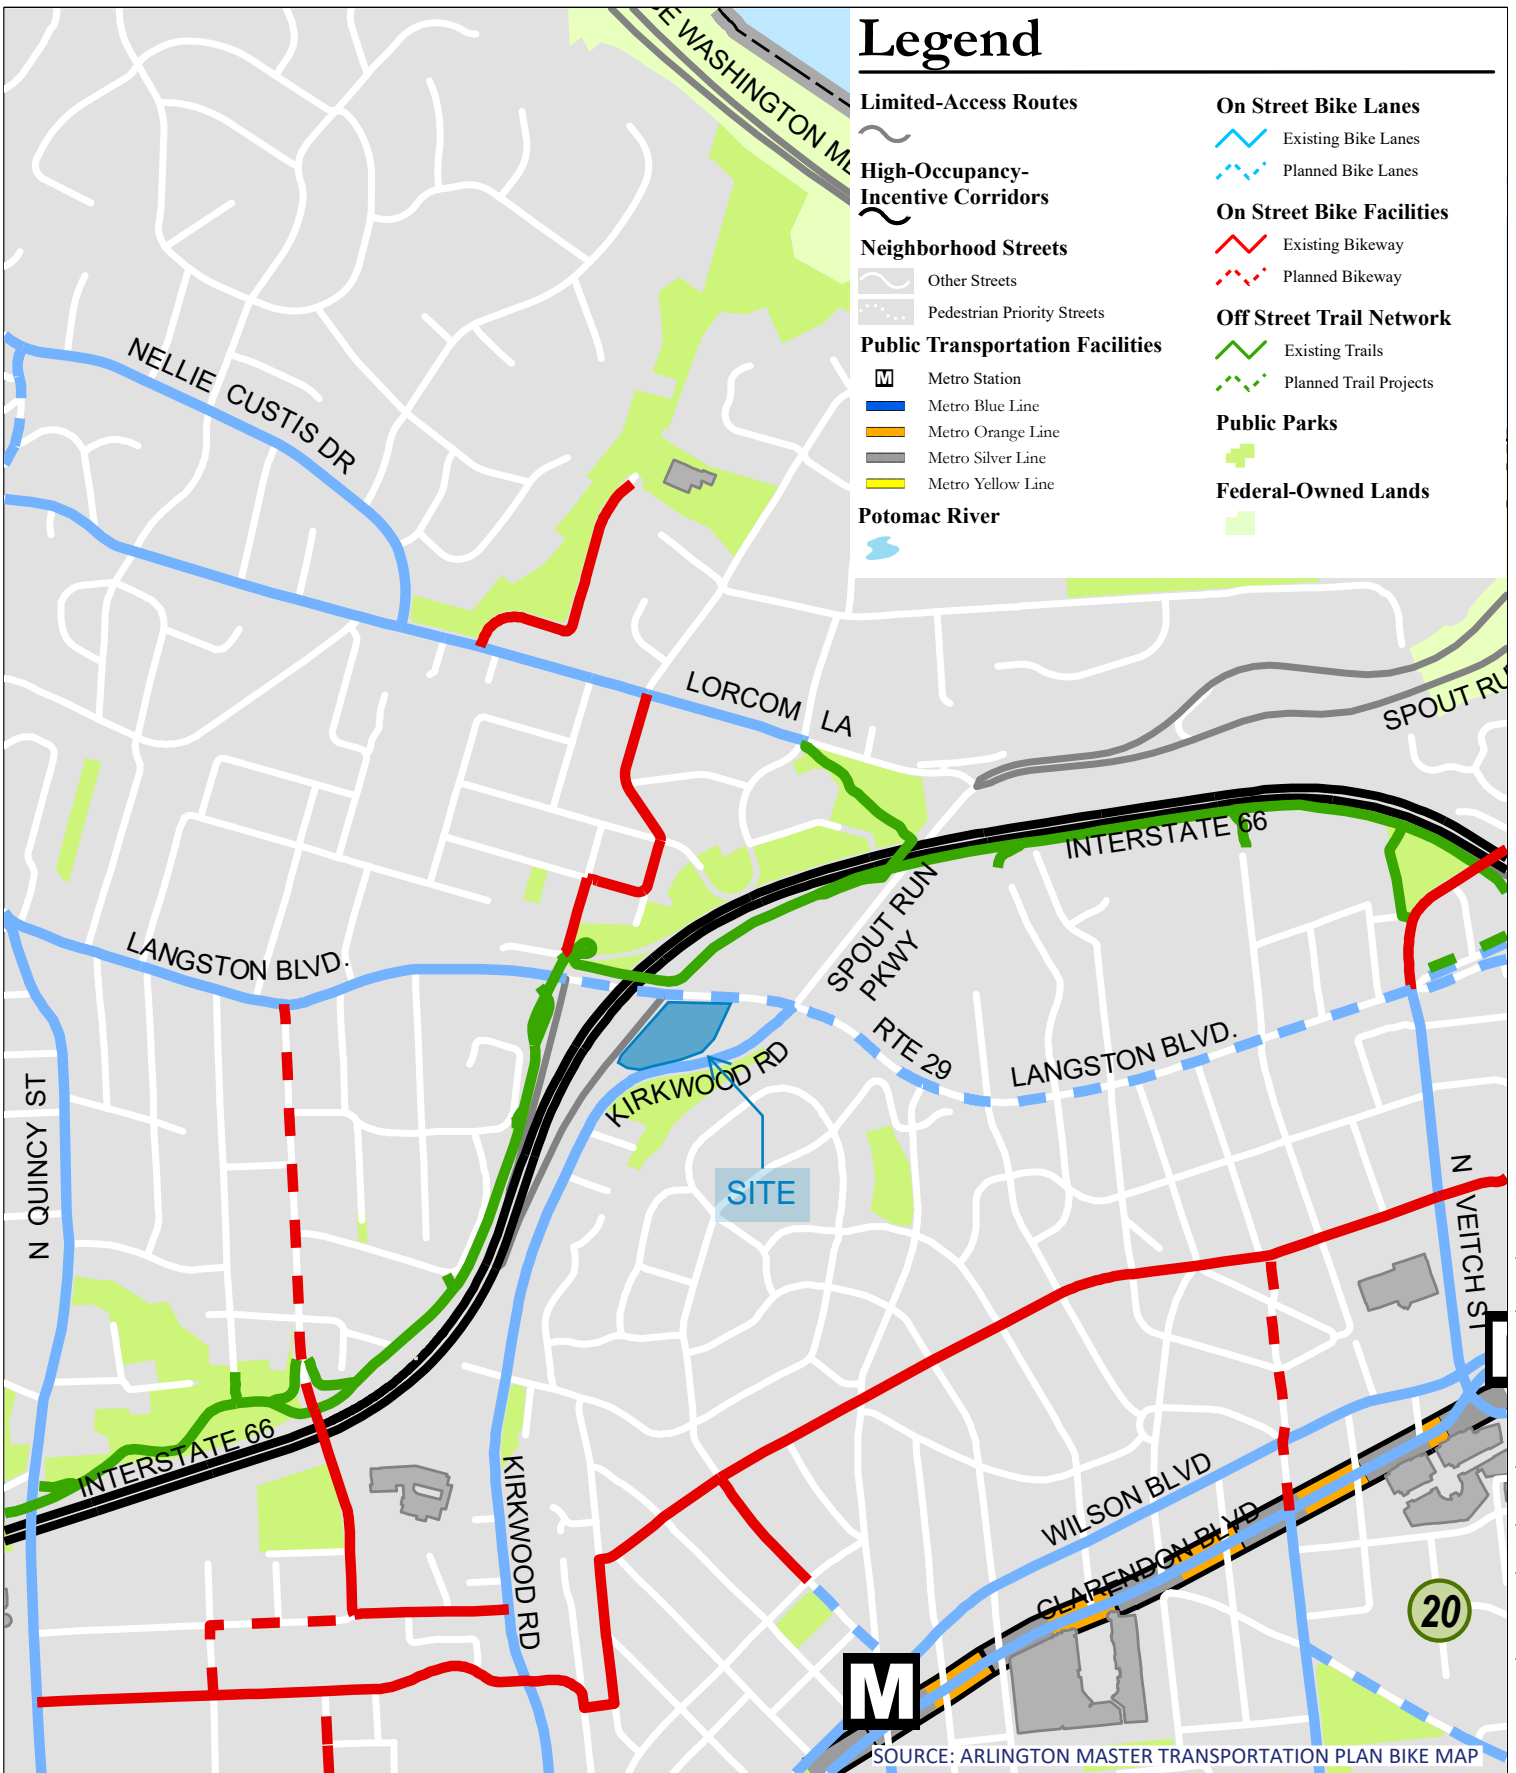 Legend
Limited-Access Routes
High-Occupancy-
Incentive Corridors
Neighborhood Streets
Other Streets
Pedestrian Priority Streets
Public Transportation Facilities
M
Metro Station
Metro Blue Line
Metro Orange Line
Metro Silver Line
Metro Yellow Line
Potomac River
On Street Bike Lanes
Existing Bike Lanes
Planned Bike Lanes
On Street Bike Facilities
Existing Bikeway
Planned Bikeway
Off Street Trail Network
Existing Trails
Planned Trail Projects
Public Parks
Federal-Owned Lands
WASHINGTON
NELLIE CUSTIS DR
LORCOM LA
SPOUT RU
INTERSTATE 66
SPOUT RUN
PKWY
LANGSTON BLVD.
RTE 29
LANGSTON BLVD.
KIRKWOOD RD
N QUINCY ST
SITE
N VEITCH ST
INTERSTATE 66
KIRKWOOD RD
WILSON BLVD
CLARENDON BLVD
20
M
SOURCE: ARLINGTON MASTER TRANSPORTATION PLAN BIKE MAP